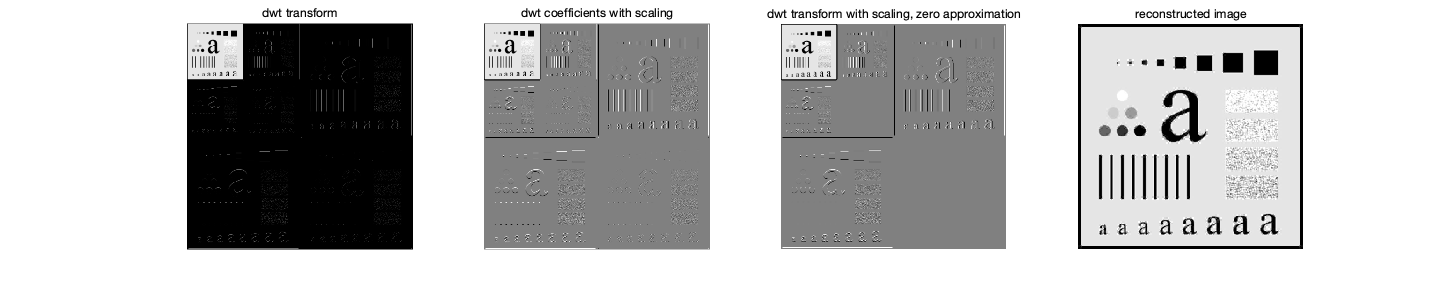 dwt transform
dwt coefficients with scaling
dwt transform with scaling, zero approximation
reconstructed image
a
a
a
a
a
a a a a a a a a
a a a a a a a a
a a a a a a a a
a a a a a a a a